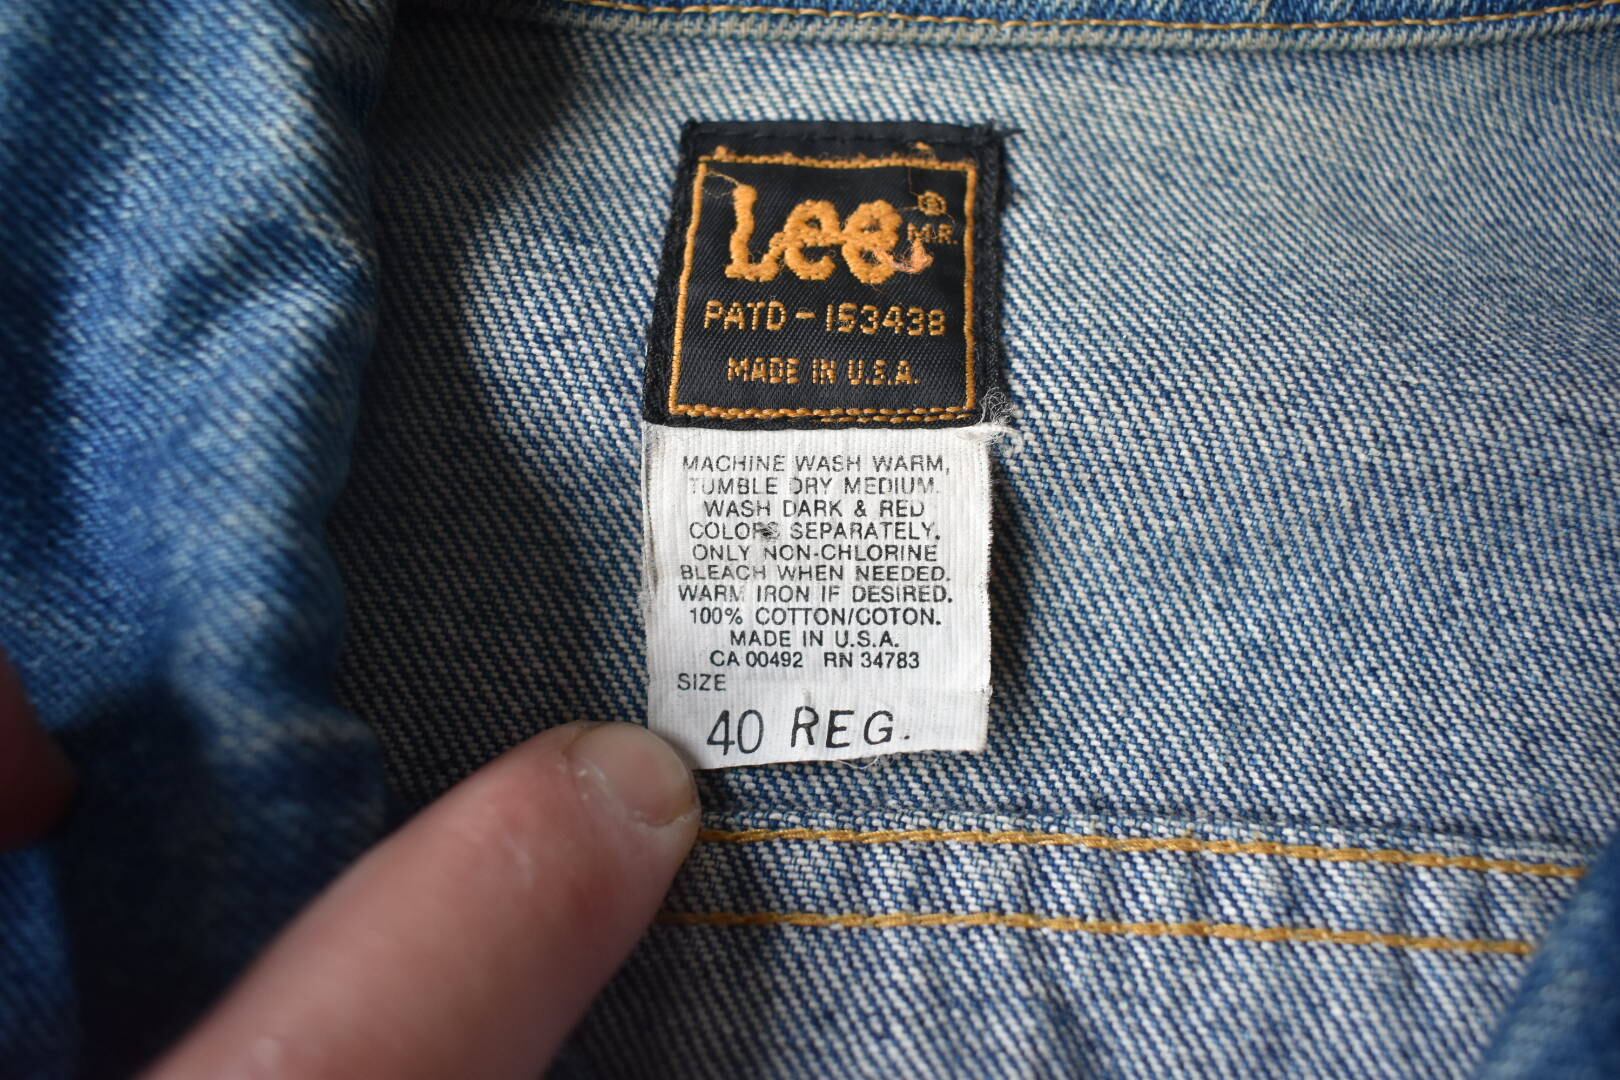 Lee®
M.R.
PATD-153438
MADE IN U.S.A.
MACHINE WASH WARM,
TUMBLE DRY MEDIUM.
WASH DARK & RED
COLORS SEPARATELY.
ONLY NON-CHLORINE
BLEACH WHEN NEEDED.
WARM IRON IF DESIRED.
100% COTTON/COTON.
MADE IN U.S.A.
CA 00492 RN 34783
SIZE
40 REG.